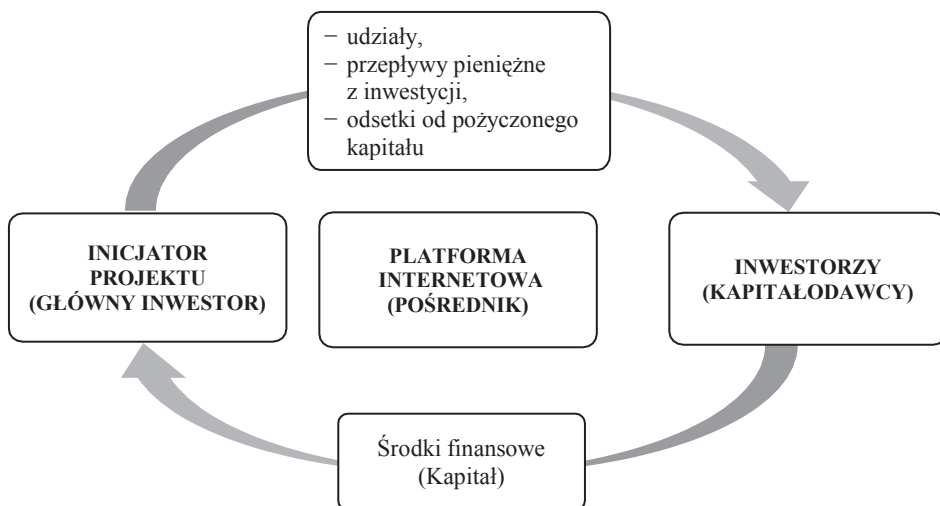 − udziały,
− przepływy pieniężne
z inwestycji,
− odsetki od pożyczonego
kapitału
INICJATOR
PROJEKTU
(GŁÓWNY INWESTOR)
PLATFORMA
INTERNETOWA
(POŚREDNIK)
INWESTORZY
(KAPITAŁODAWCY)
Środki finansowe
(Kapitał)